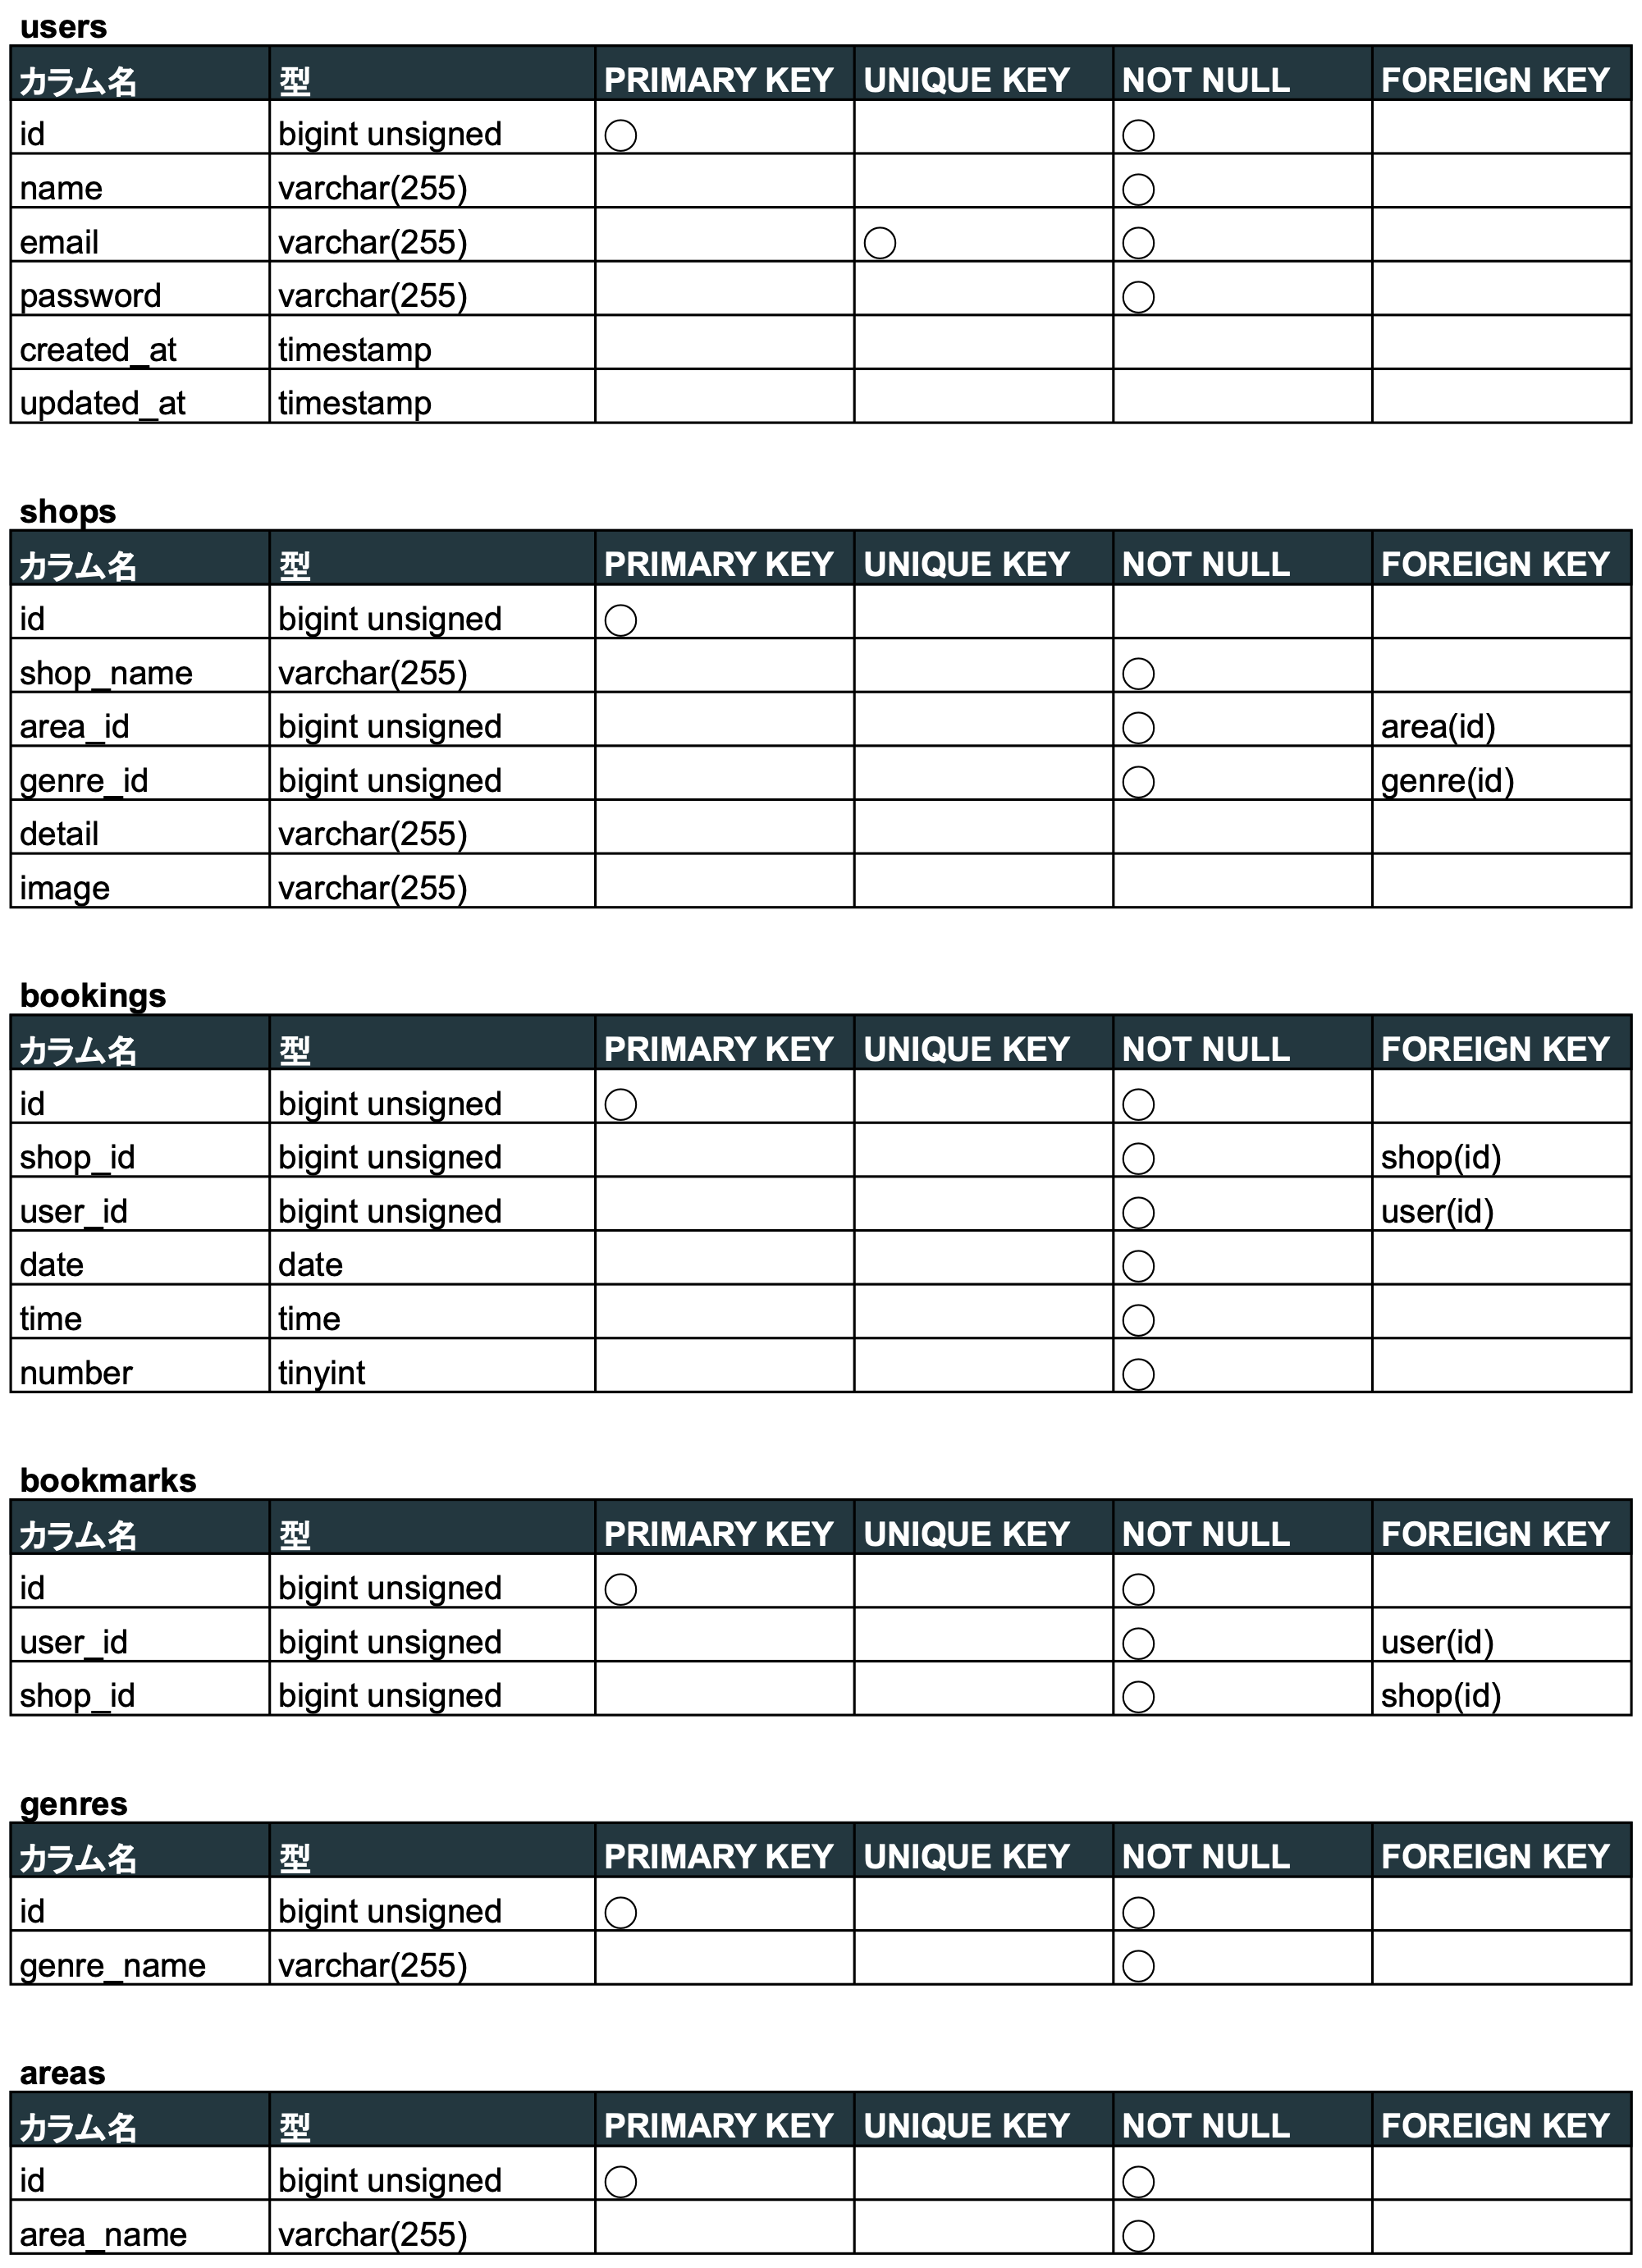 users
カラム名 型 PRIMARY KEY UNIQUE KEY NOT NULL FOREIGN KEY
id bigint unsigned ○ ○
name varchar(255) ○
email varchar(255) ○ ○
password varchar(255) ○
created_at timestamp
updated_at timestamp
shops
カラム名 型 PRIMARY KEY UNIQUE KEY NOT NULL FOREIGN KEY
id bigint unsigned ○
shop_name varchar(255) ○
area_id bigint unsigned ○ area(id)
genre_id bigint unsigned ○ genre(id)
detail varchar(255)
image varchar(255)
bookings
カラム名 型 PRIMARY KEY UNIQUE KEY NOT NULL FOREIGN KEY
id bigint unsigned ○ ○
shop_id bigint unsigned ○ shop(id)
user_id bigint unsigned ○ user(id)
date date ○
time time ○
number tinyint ○
bookmarks
カラム名 型 PRIMARY KEY UNIQUE KEY NOT NULL FOREIGN KEY
id bigint unsigned ○ ○
user_id bigint unsigned ○ user(id)
shop_id bigint unsigned ○ shop(id)
genres
カラム名 型 PRIMARY KEY UNIQUE KEY NOT NULL FOREIGN KEY
id bigint unsigned ○ ○
genre_name varchar(255) ○
areas
カラム名 型 PRIMARY KEY UNIQUE KEY NOT NULL FOREIGN KEY
id bigint unsigned ○ ○
area_name varchar(255) ○